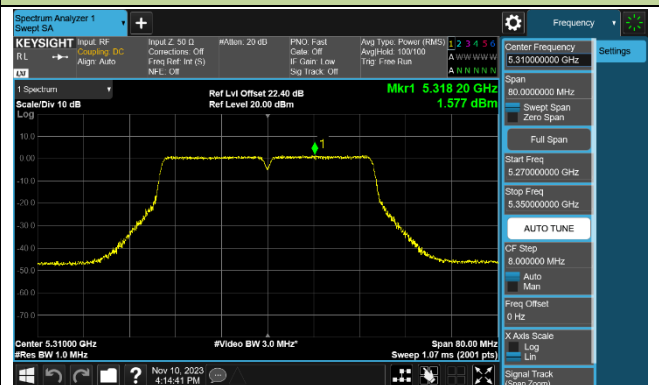 Spectrum Analyzer 1
Swept SA
Frequency
KEYSIGHT
Input: RF
Coupling: DC
Align: Auto
Input Z: 50 Ω
Corrections: Off
Freq Ref: Int (S)
NFE: Off
#Atten: 20 dB
PNO: Fast
Gate: Off
IF Gain: Low
Sig Track: Off
Avg Type: Power (RMS)
Avg|Hold: 100/100
Trig: Free Run
1 2 3 4 5 6
A W W W W W
A N N N N N
RL
LXI
1 Spectrum
Scale/Div 10 dB
Log
Ref Lvl Offset 22.40 dB
Ref Level 20.00 dBm
Mkr1 5.318 20 GHz
1.577 dBm
1
10.0
0.00
-10.0
-20.0
-30.0
-40.0
-50.0
-60.0
-70.0
Center 5.31000 GHz
#Res BW 1.0 MHz
#Video BW 3.0 MHz*
Span 80.00 MHz
Sweep 1.07 ms (2001 pts)
Nov 10, 2023
4:14:41 PM
Center Frequency
5.310000000 GHz
Settings
Span
80.0000000 MHz
Swept Span
Zero Span
Full Span
Start Freq
5.270000000 GHz
Stop Freq
5.350000000 GHz
AUTO TUNE
CF Step
8.000000 MHz
Auto
Man
Freq Offset
0 Hz
X Axis Scale
Log
Lin
Signal Track
(Span Zoom)